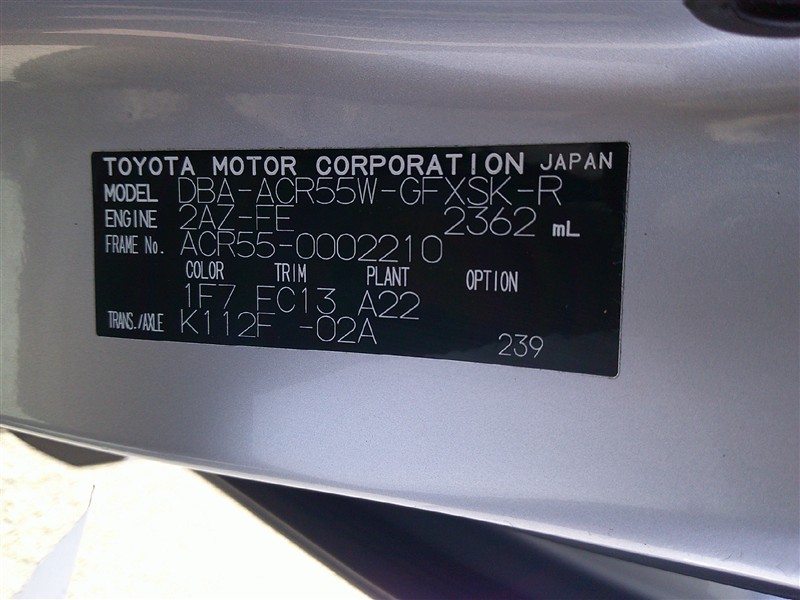 TOYOTA MOTOR CORPORATION JAPAN
MODEL DBA-ACR55W-GFXSK-R
ENGINE 2AZ-FE 2362 mL
FRAME No. ACR55-0002210
COLOR TRIM PLANT OPTION
1F7 FC13 A22
TRANS./AXLE K112F -02A
239